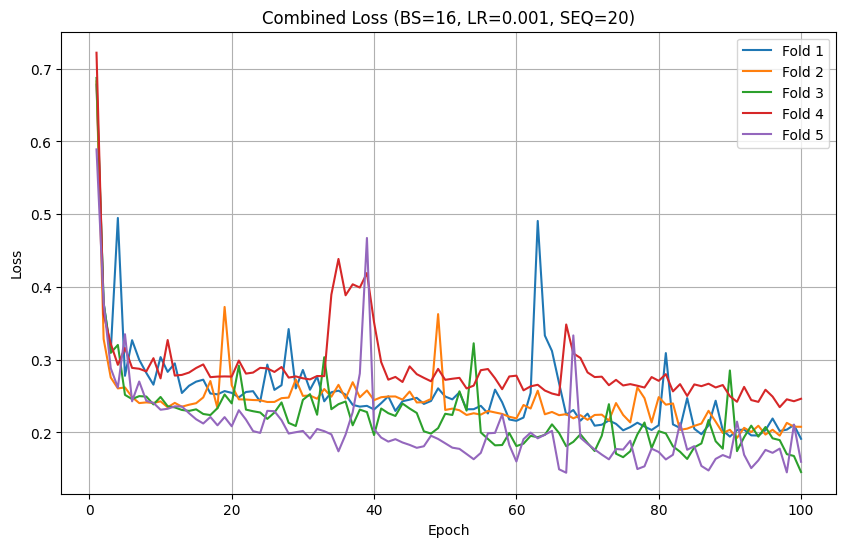 Combined Loss (BS=16, LR=0.001, SEQ=20)
Fold 1
Fold 2
Fold 3
Fold 4
Fold 5
Loss
0.7
0.6
0.5
0.4
0.3
0.2
0
20
40
60
80
100
Epoch